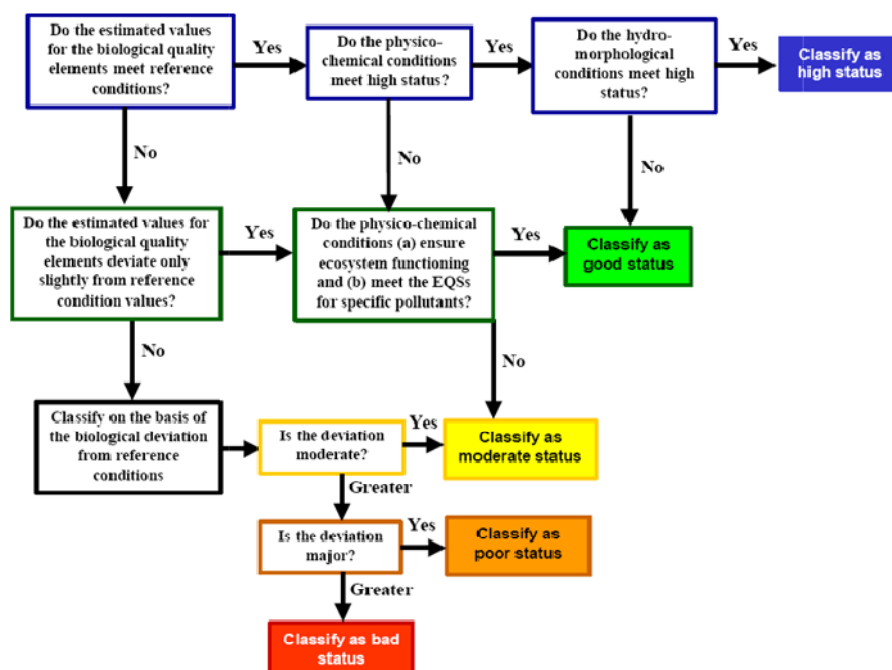 Do the estimated values
for the biological quality
elements meet reference
conditions?
Yes
Do the physico-
chemical conditions
meet high status?
Yes
Do the hydro-
morphological
conditions meet high
status?
Yes
Classify as
high status
No
No
No
Do the estimated values for
the biological quality
elements deviate only
slightly from reference
condition values?
Yes
Do the physico-chemical
conditions (a) ensure
ecosystem functioning
and (b) meet the EQSs
for specific pollutants?
Yes
Classify as
good status
No
No
Classify on the basis of
the biological deviation
from reference
conditions
Is the deviation
moderate?
Yes
Classify as
moderate status
Greater
Is the deviation
major?
Yes
Classify as
poor status
Greater
Classify as bad
status